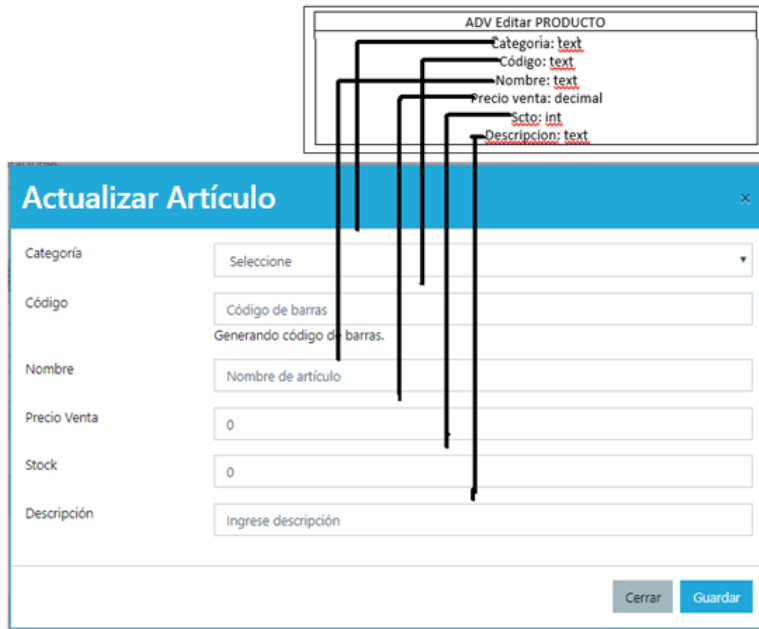 ADV Editar PRODUCTO
Categoría: text
Código: text
Nombre: text
Precio venta: decimal
Scto: int
Descripcion: text
Actualizar Artículo ×
Categoría Seleccione
Código Código de barras
Generando código de barras.
Nombre Nombre de artículo
Precio Venta 0
Stock 0
Descripción Ingrese descripción
Cerrar Guardar